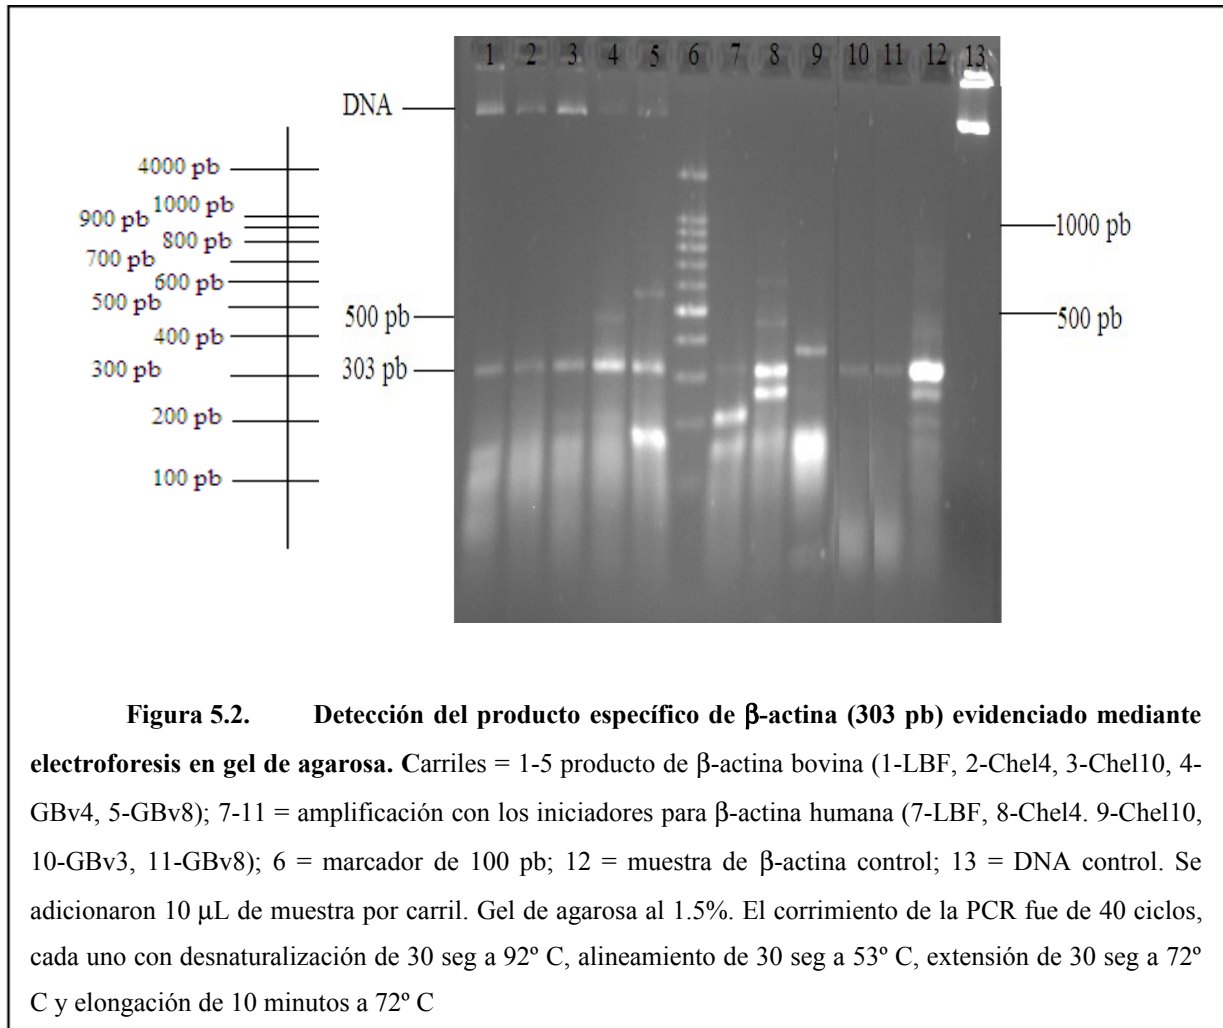 1 2 3 4 5 6 7 8 9 10 11 12 13
DNA
4000 pb
1000 pb
900 pb
800 pb
700 pb
600 pb
500 pb
400 pb
300 pb
200 pb
100 pb
500 pb
303 pb
1000 pb
500 pb
Figura 5.2. Detección del producto específico de β-actina (303 pb) evidenciado mediante
electroforesis en gel de agarosa. Carriles = 1-5 producto de β-actina bovina (1-LBF, 2-Chel4, 3-Chel10, 4-
GBv4, 5-GBv8); 7-11 = amplificación con los iniciadores para β-actina humana (7-LBF, 8-Chel4. 9-Chel10,
10-GBv3, 11-GBv8); 6 = marcador de 100 pb; 12 = muestra de β-actina control; 13 = DNA control. Se
adicionaron 10 μL de muestra por carril. Gel de agarosa al 1.5%. El corrimiento de la PCR fue de 40 ciclos,
cada uno con desnaturalización de 30 seg a 92º C, alineamiento de 30 seg a 53º C, extensión de 30 seg a 72º
C y elongación de 10 minutos a 72º C